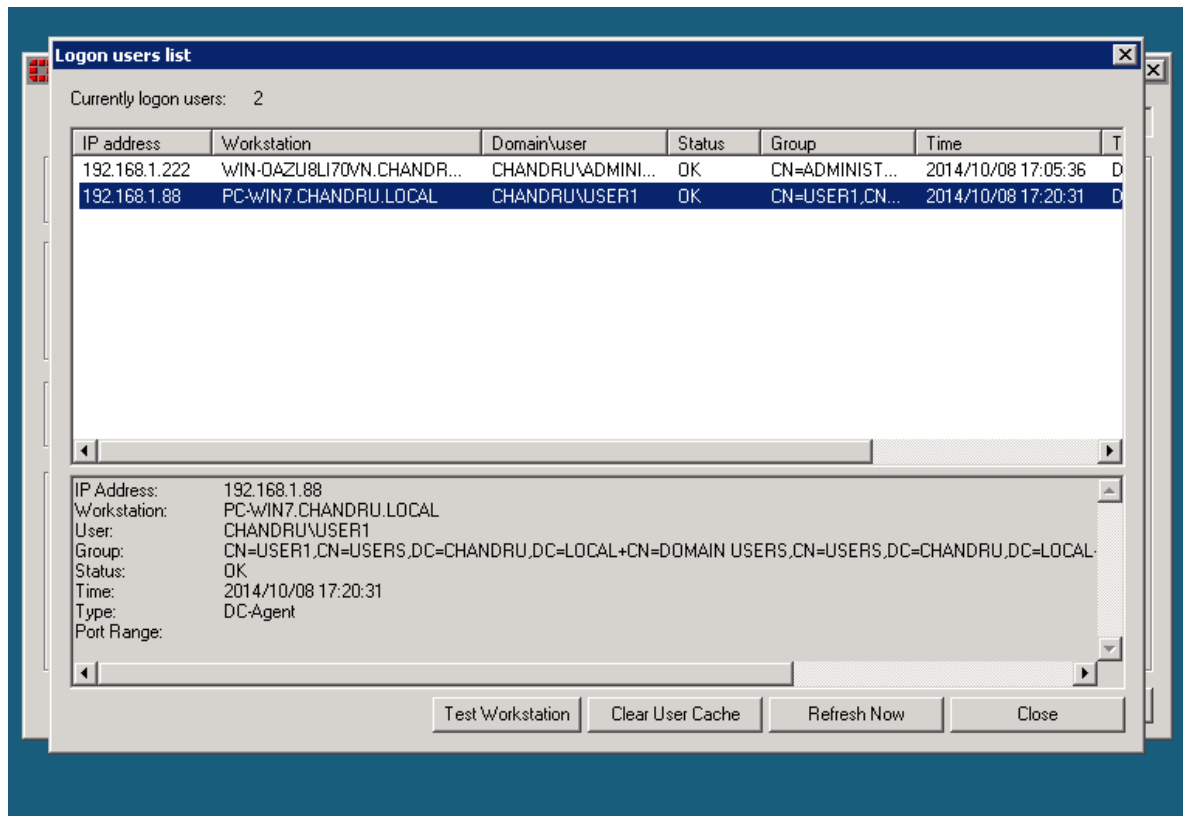 Logon users list
Currently logon users: 2
IP address Workstation Domain\user Status Group Time T
192.168.1.222 WIN-0AZU8LI70VN.CHANDR... CHANDRU\ADMINI... OK CN=ADMINIST... 2014/10/08 17:05:36 D
192.168.1.88 PC-WIN7.CHANDRU.LOCAL CHANDRU\USER1 OK CN=USER1,CN... 2014/10/08 17:20:31 D
IP Address: 192.168.1.88
Workstation: PC-WIN7.CHANDRU.LOCAL
User: CHANDRU\USER1
Group: CN=USER1,CN=USERS,DC=CHANDRU,DC=LOCAL+CN=DOMAIN USERS,CN=USERS,DC=CHANDRU,DC=LOCAL
Status: OK
Time: 2014/10/08 17:20:31
Type: DC-Agent
Port Range:
Test Workstation Clear User Cache Refresh Now Close